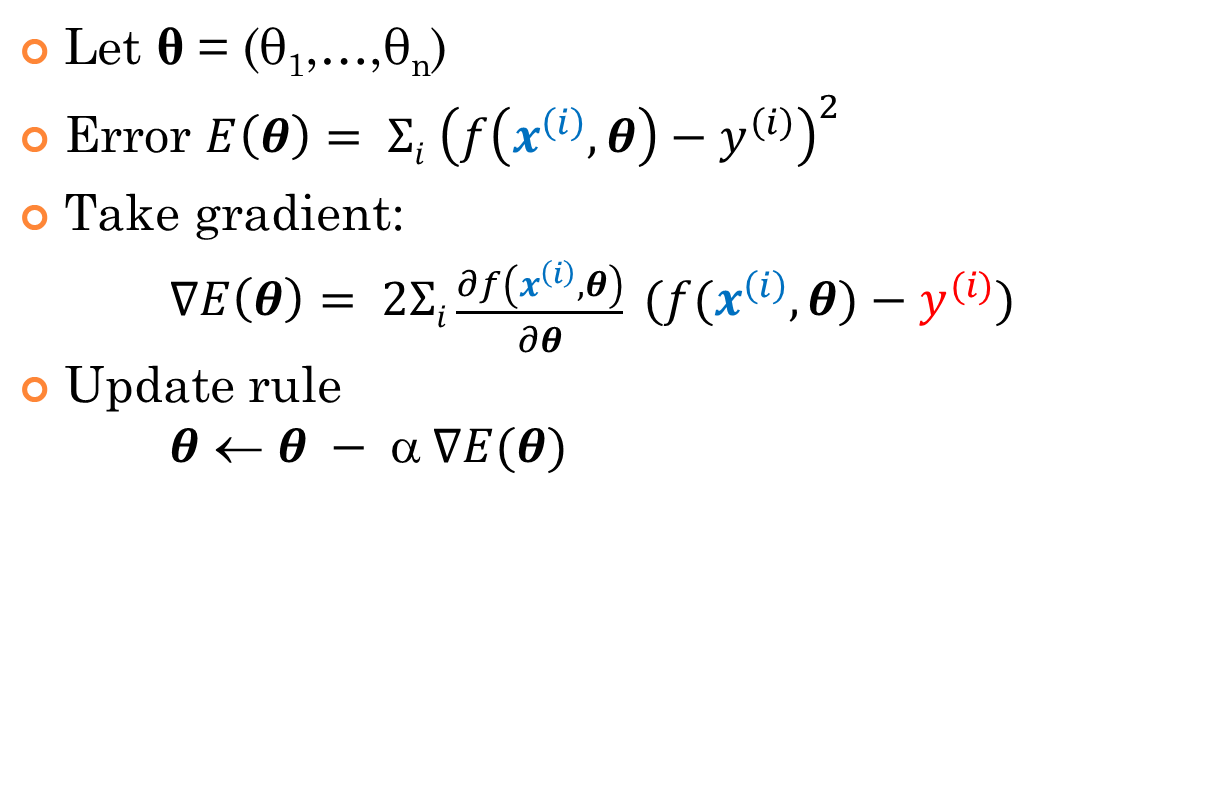 Let θ = (θ₁,…,θₙ)
Error E(θ) = Σᵢ (f(x⁽ⁱ⁾, θ) − y⁽ⁱ⁾)²
Take gradient:
∇E(θ) = 2Σᵢ ∂f(x⁽ⁱ⁾,θ)/∂θ (f(x⁽ⁱ⁾, θ) − y⁽ⁱ⁾)
Update rule
θ ← θ − α ∇E(θ)